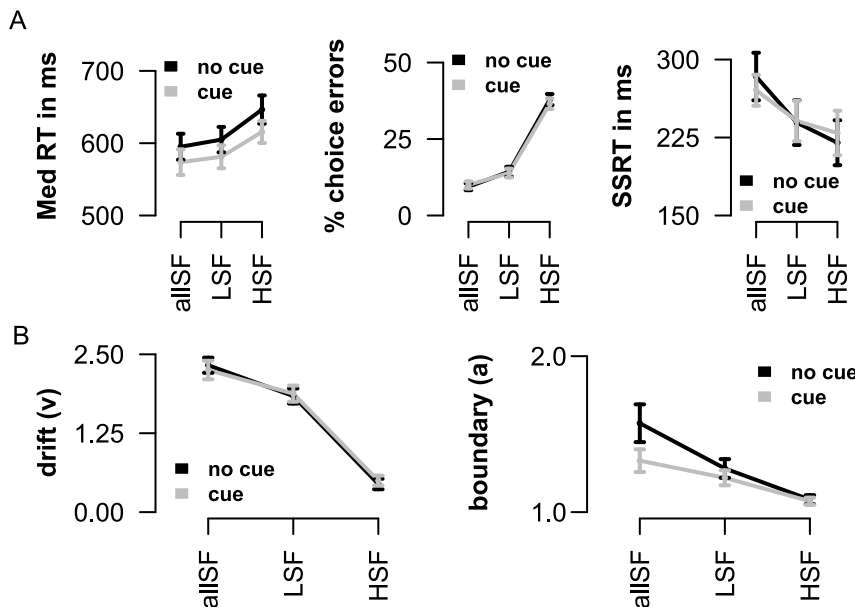 A
Med RT in ms
700
600
500
no cue
cue
allSF
LSF
HSF
% choice errors
50
25
0
no cue
cue
allSF
LSF
HSF
SSRT in ms
300
225
150
no cue
cue
allSF
LSF
HSF
B
drift (v)
2.50
1.25
0.00
no cue
cue
allSF
LSF
HSF
boundary (a)
2.0
1.0
no cue
cue
allSF
LSF
HSF